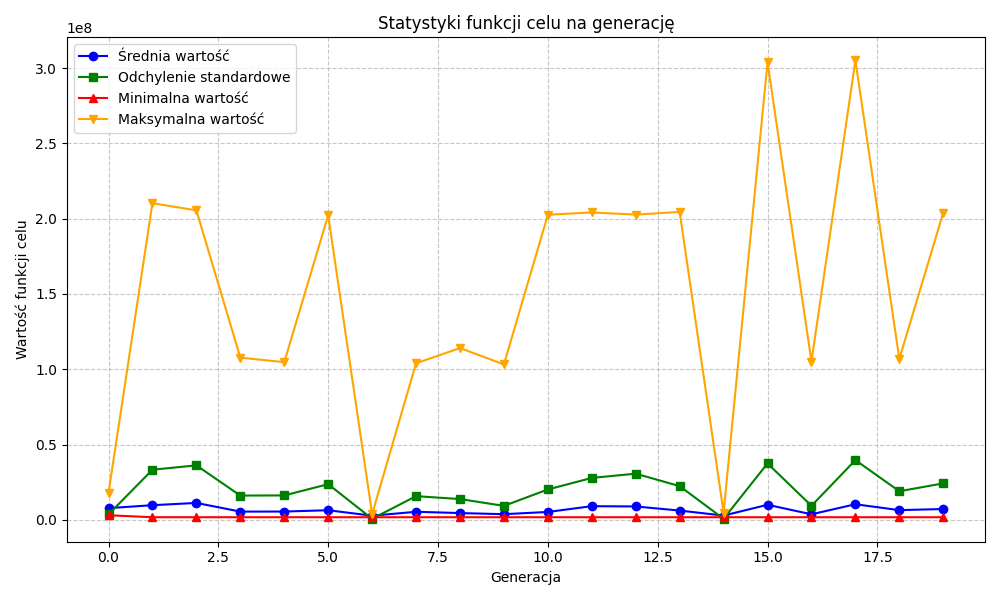 Statystyki funkcji celu na generację
1e8
Średnia wartość
Odchylenie standardowe
Minimalna wartość
Maksymalna wartość
3.0
2.5
2.0
1.5
1.0
0.5
0.0
Wartość funkcji celu
0.0 2.5 5.0 7.5 10.0 12.5 15.0 17.5
Generacja